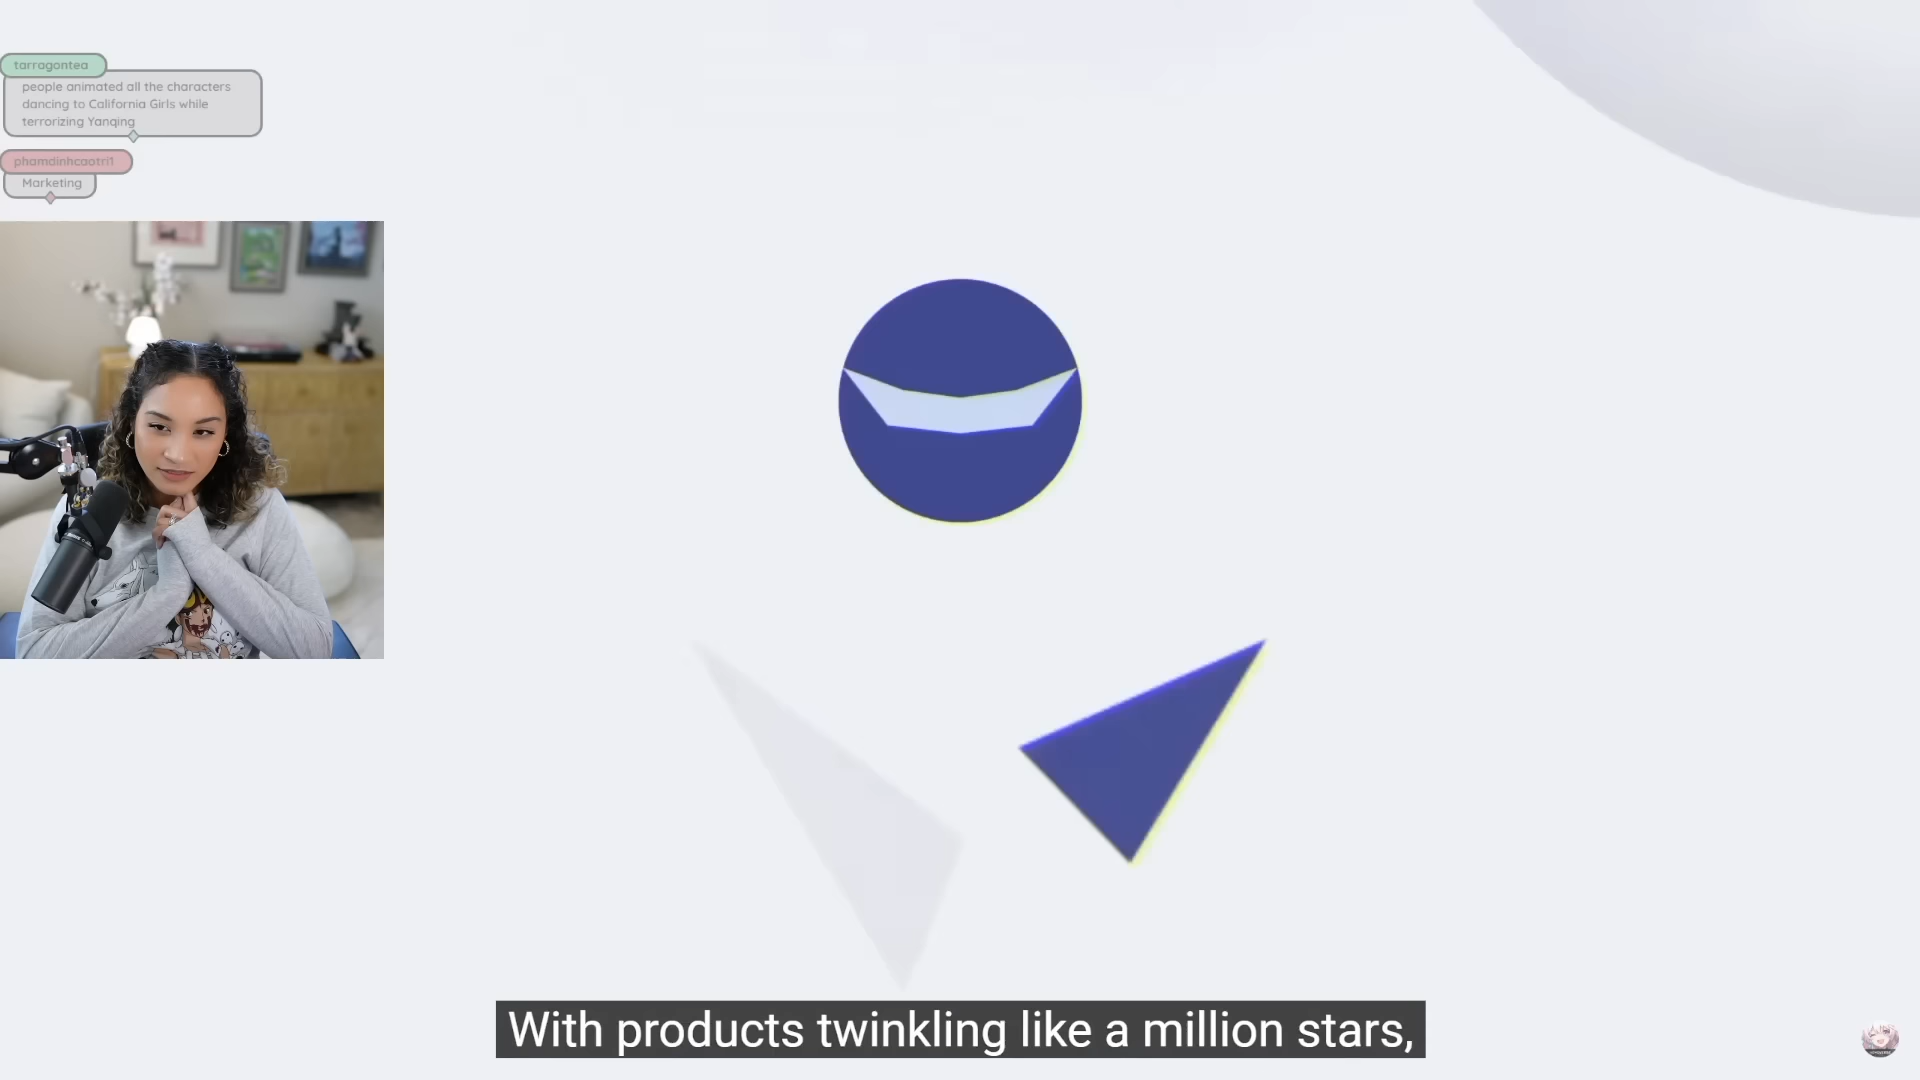 tarragontea
people animated all the characters
dancing to California Girls while
terrorizing Yanqing
phamdinhcaotri1
Marketing
With products twinkling like a million stars,